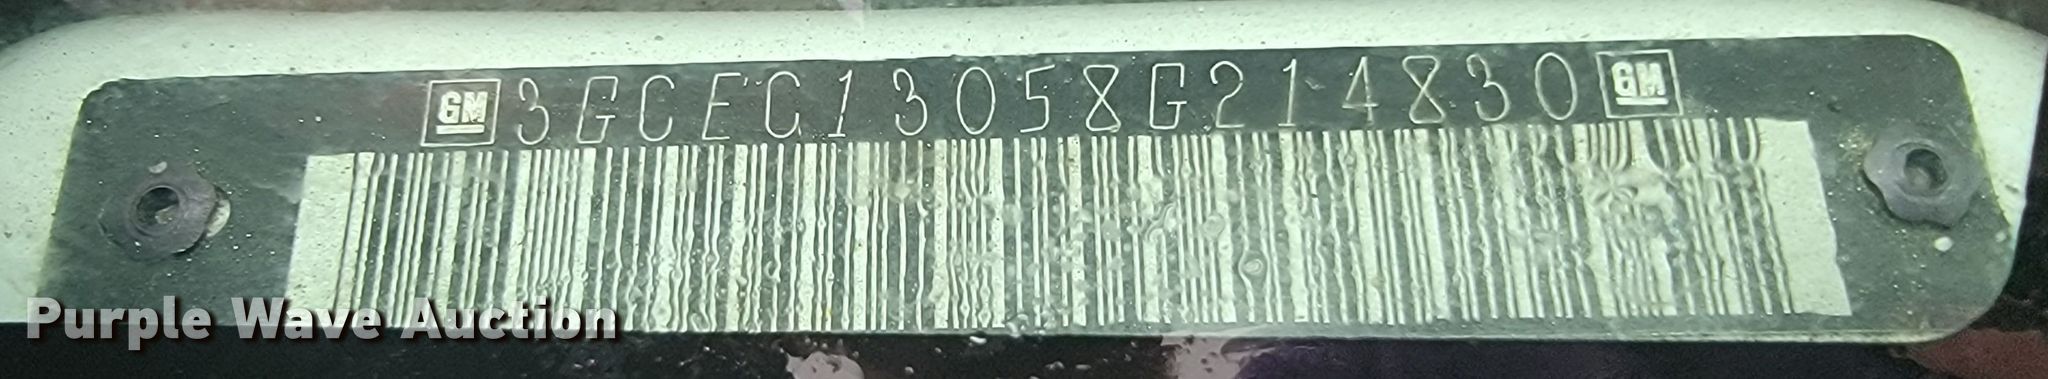 GM 3GCEC13058G214830 GM
Purple Wave Auction